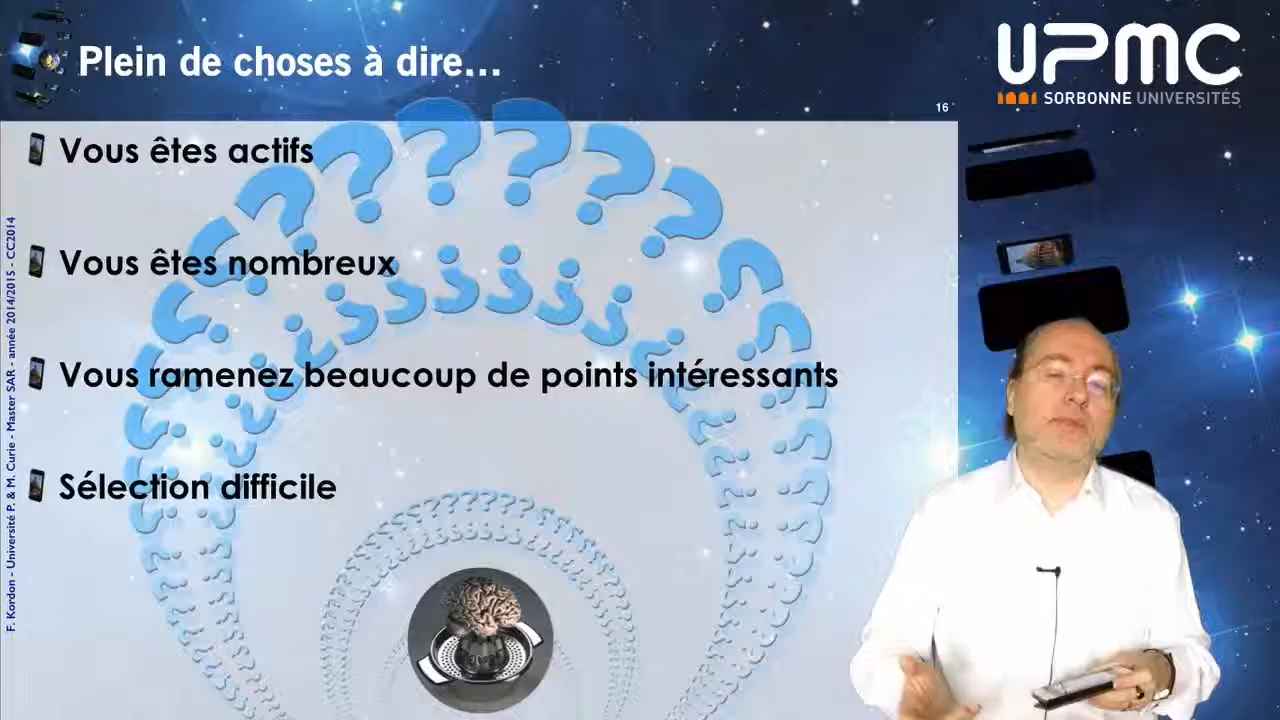 Plein de choses à dire...
UPMC
SORBONNE UNIVERSITÉS
16
Vous êtes actifs
Vous êtes nombreux
Vous ramenez beaucoup de points intéressants
Sélection difficile
F. Kordon - Université P. & M. Curie - Master SAR - année 2014/2015 - CC2014